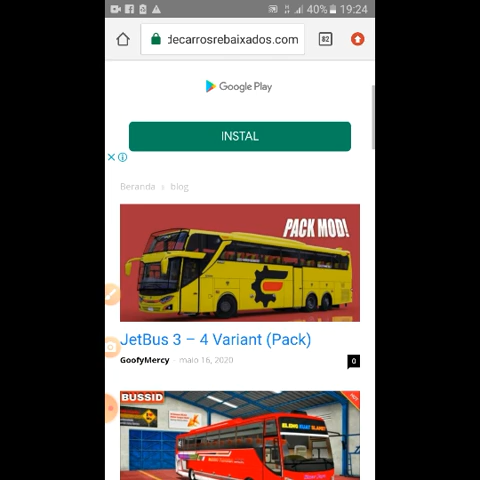 40% 19:24
decarrosrebaixados.com
82
Google Play
INSTAL
Beranda > blog
PACK MOD!
JetBus 3 – 4 Variant (Pack)
GoofyMercy - maio 16, 2020
0
BUSSID
HOT